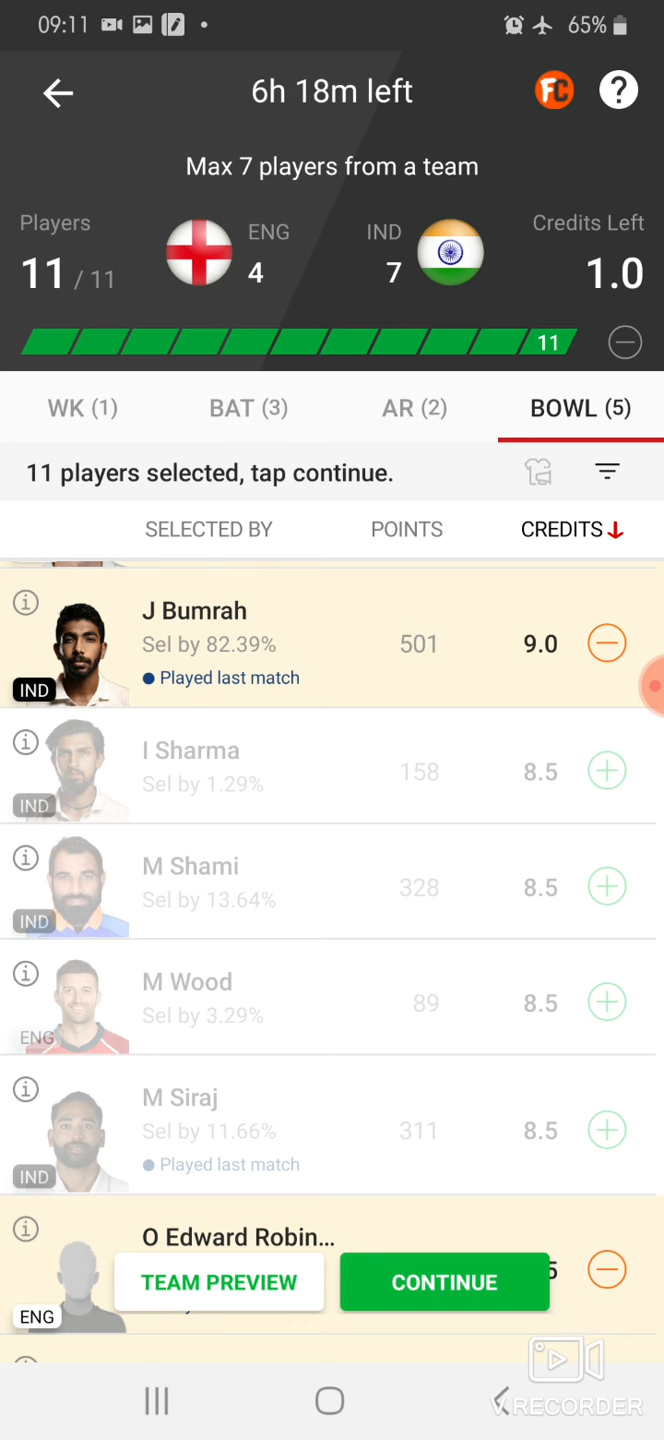 09:11 65%
6h 18m left FC ?
Max 7 players from a team
Players ENG IND Credits Left
11 / 11 4 7 1.0
11
WK (1) BAT (3) AR (2) BOWL (5)
11 players selected, tap continue.
SELECTED BY POINTS CREDITS
J Bumrah
Sel by 82.39% 501 9.0
Played last match
IND
I Sharma
Sel by 1.29% 158 8.5
IND
M Shami
Sel by 13.64% 328 8.5
IND
M Wood
Sel by 3.29% 89 8.5
ENG
M Siraj
Sel by 11.66% 311 8.5
Played last match
IND
O Edward Robin...
TEAM PREVIEW CONTINUE 5
ENG
V.RECORDER